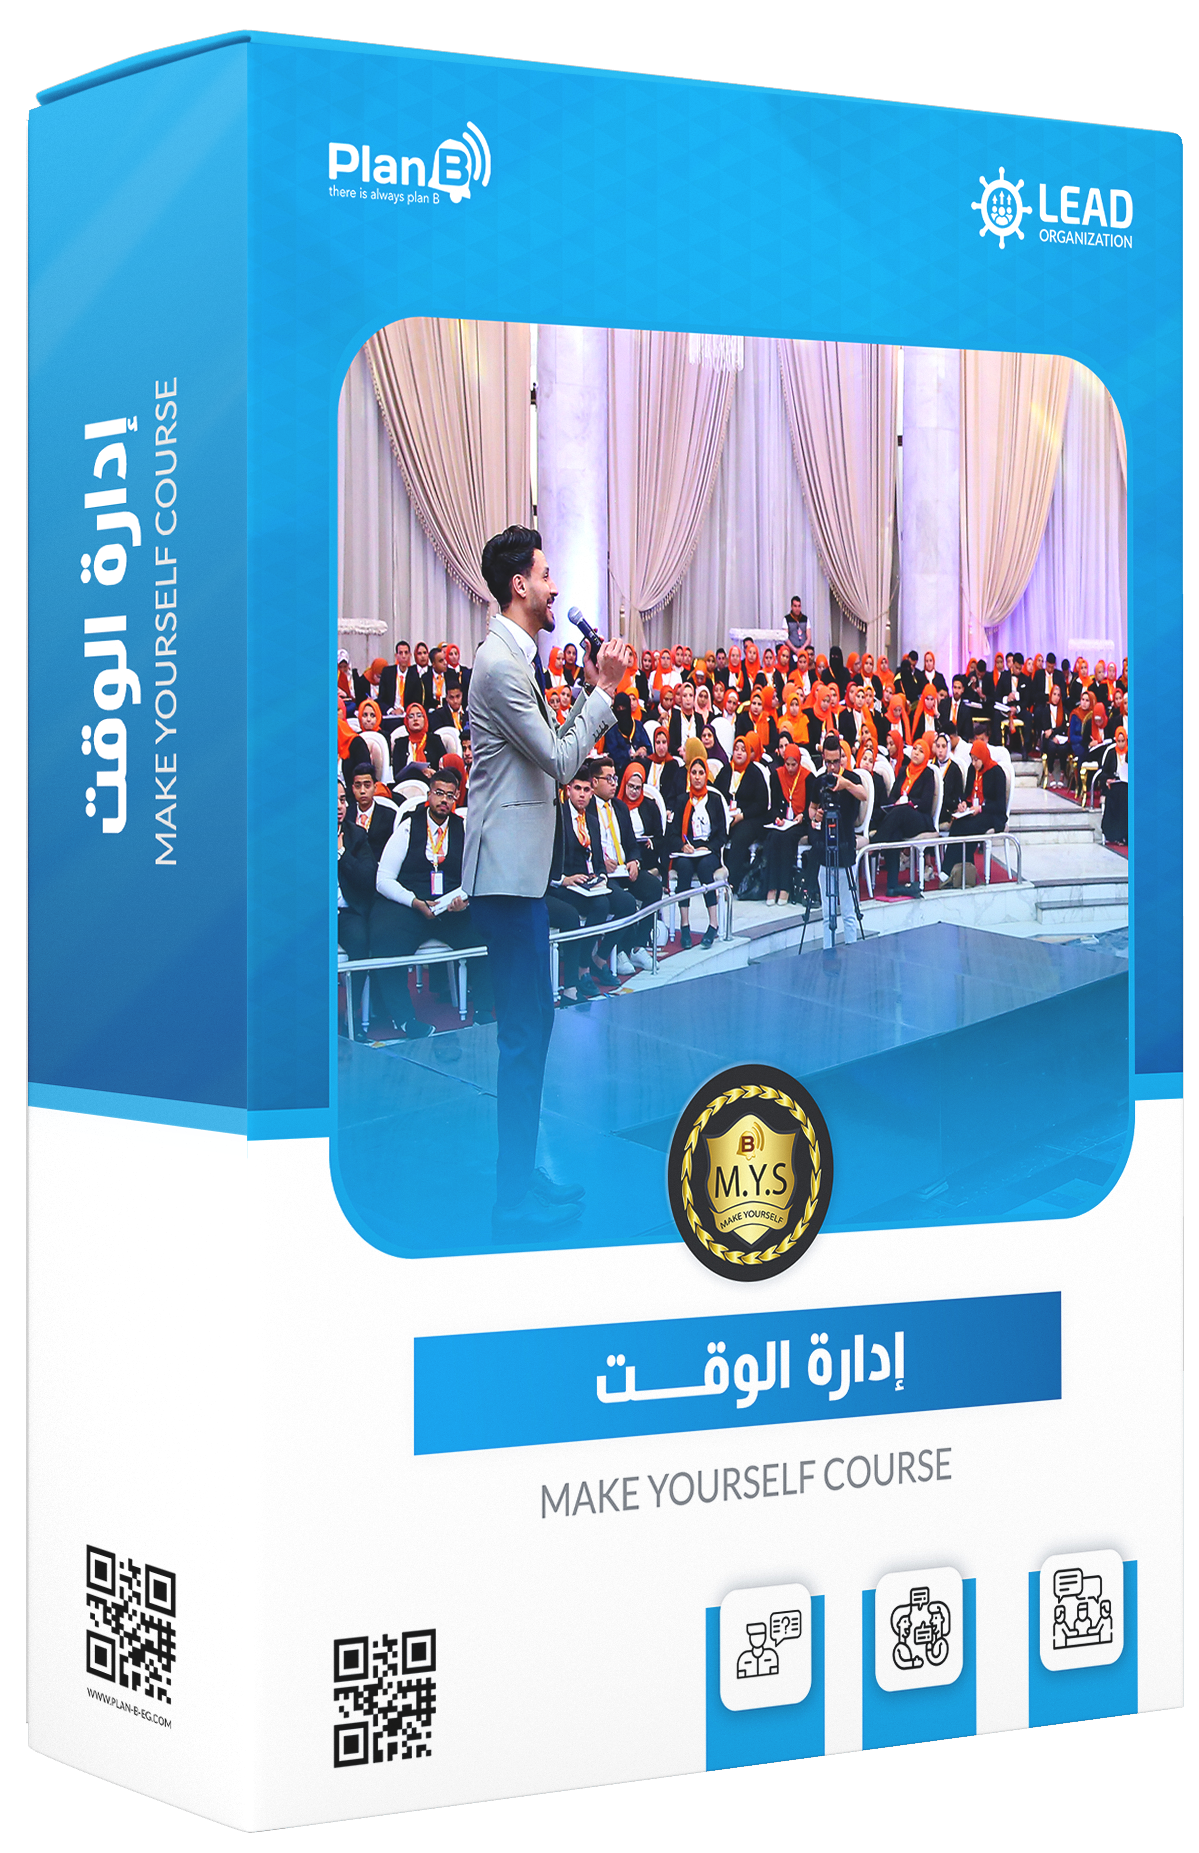 PlanB
there is always plan B
LEAD
ORGANIZATION
إدارة الوقت
MAKE YOURSELF COURSE
B
M.Y.S
MAKE YOURSELF
إدارة الوقــــت
MAKE YOURSELF COURSE
?
WWW.PLAN-B-EG.COM